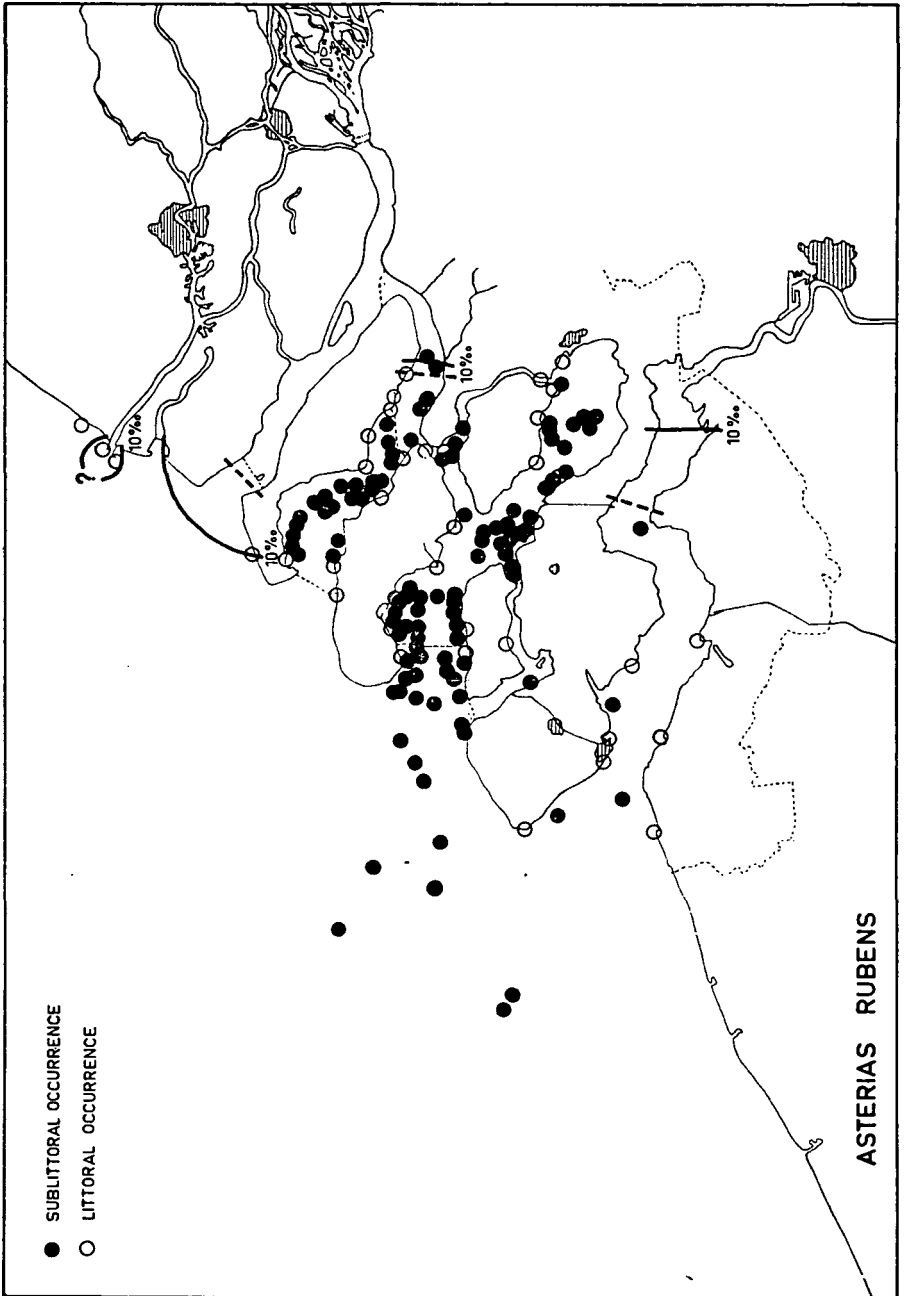 ● SUBLITTORAL OCCURRENCE
○ LITTORAL OCCURRENCE
?
10‰
10‰
10‰
10‰
ASTERIAS RUBENS